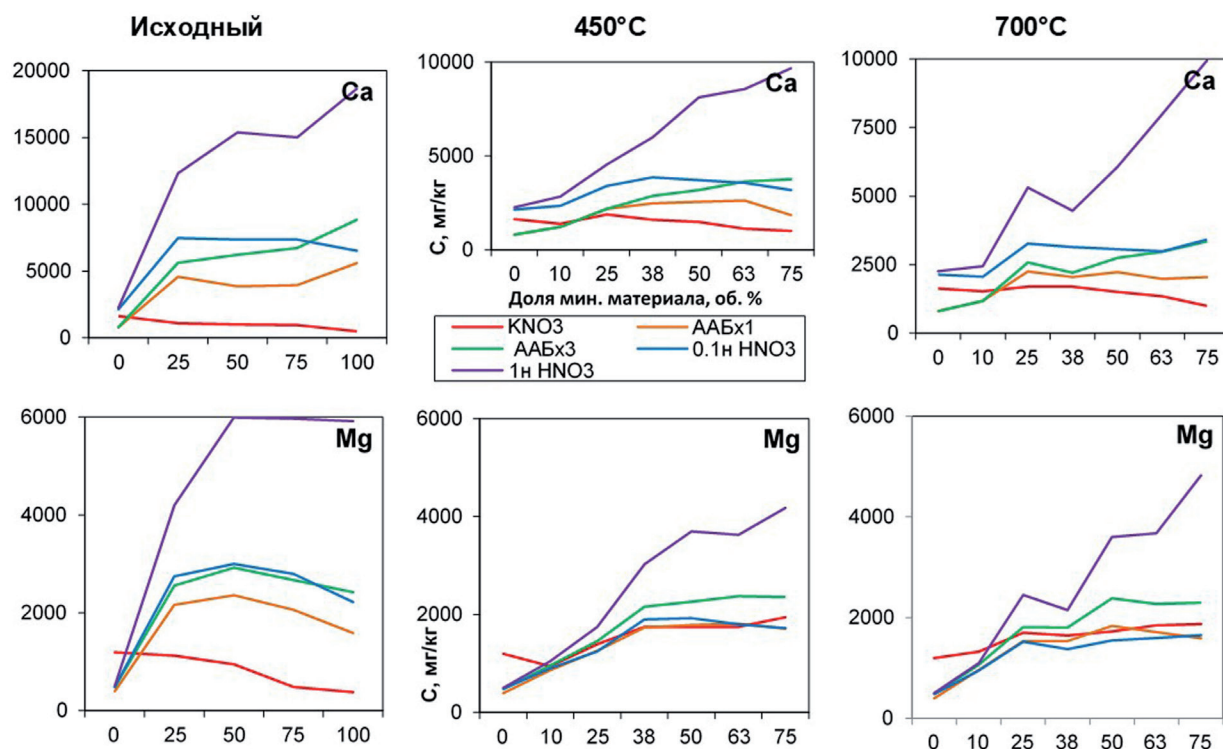 Исходный
450°C
700°C
20000
15000
10000
5000
0
Ca
0 25 50 75 100
10000
5000
0
Ca
С, мг/кг
0 10 25 38 50 63 75
Доля мин. материала, об. %
KNO3 ААБх1
ААБх3 0.1н HNO3
1н HNO3
10000
7500
5000
2500
0
Ca
0 10 25 38 50 63 75
6000
4000
2000
0
Mg
0 25 50 75 100
6000
4000
2000
0
Mg
С, мг/кг
0 10 25 38 50 63 75
6000
4000
2000
0
Mg
0 10 25 38 50 63 75